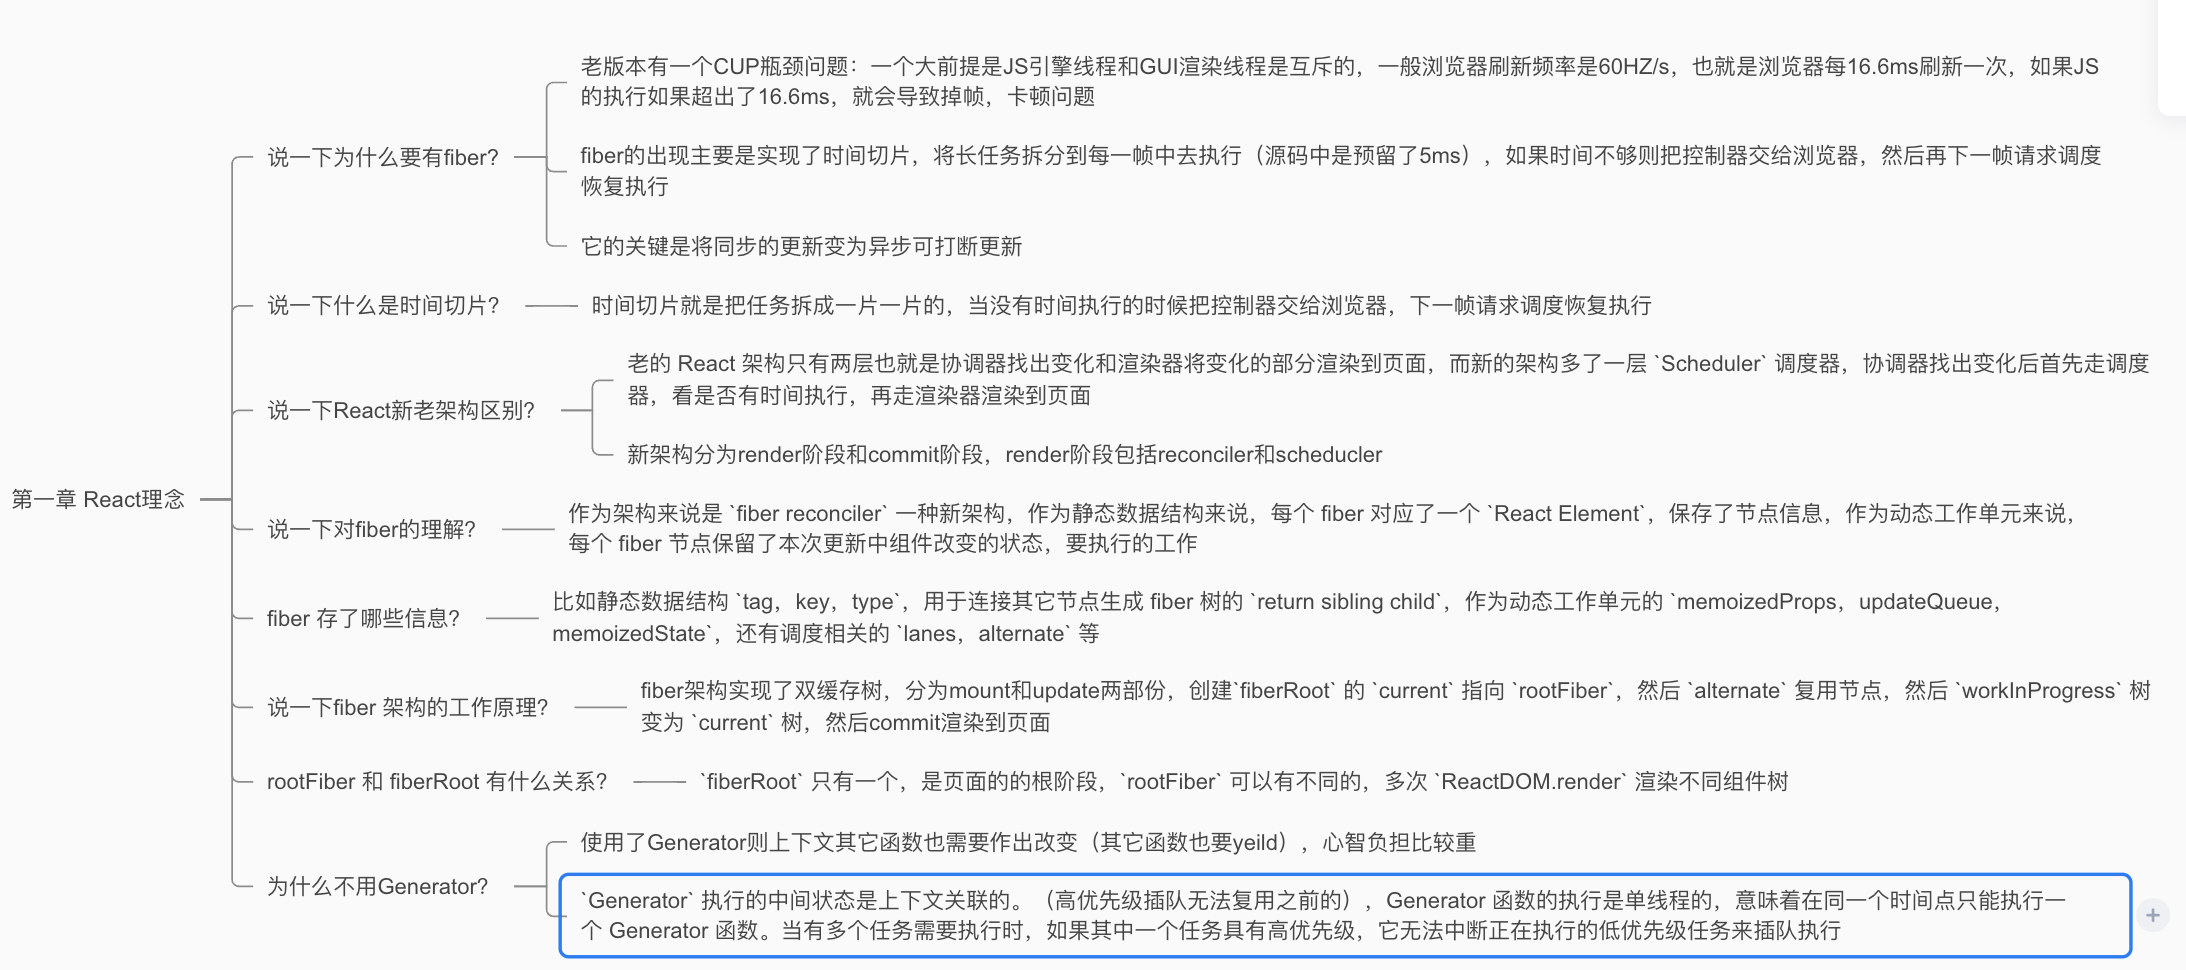 老版本有一个CUP瓶颈问题：一个大前提是JS引擎线程和GUI渲染线程是互斥的，一般浏览器刷新频率是60HZ/s，也就是浏览器每16.6ms刷新一次，如果JS
的执行如果超出了16.6ms，就会导致掉帧，卡顿问题
说一下为什么要有fiber？
fiber的出现主要是实现了时间切片，将长任务拆分到每一帧中去执行（源码中是预留了5ms），如果时间不够则把控制器交给浏览器，然后再下一帧请求调度
恢复执行
它的关键是将同步的更新变为异步可打断更新
说一下什么是时间切片？
时间切片就是把任务拆成一片一片的，当没有时间执行的时候把控制器交给浏览器，下一帧请求调度恢复执行
老的 React 架构只有两层也就是协调器找出变化和渲染器将变化的部分渲染到页面，而新的架构多了一层 `Scheduler` 调度器，协调器找出变化后首先走调度
器，看是否有时间执行，再走渲染器渲染到页面
说一下React新老架构区别？
新架构分为render阶段和commit阶段，render阶段包括reconciler和scheducler
第一章 React理念
说一下对fiber的理解？
作为架构来说是 `fiber reconciler` 一种新架构，作为静态数据结构来说，每个 fiber 对应了一个 `React Element`，保存了节点信息，作为动态工作单元来说，
每个 fiber 节点保留了本次更新中组件改变的状态，要执行的工作
fiber 存了哪些信息？
比如静态数据结构 `tag，key，type`，用于连接其它节点生成 fiber 树的 `return sibling child`，作为动态工作单元的 `memoizedProps，updateQueue，
memoizedState`，还有调度相关的 `lanes，alternate` 等
说一下fiber 架构的工作原理？
fiber架构实现了双缓存树，分为mount和update两部份，创建`fiberRoot` 的 `current` 指向 `rootFiber`，然后 `alternate` 复用节点，然后 `workInProgress` 树
变为 `current` 树，然后commit渲染到页面
rootFiber 和 fiberRoot 有什么关系？
`fiberRoot` 只有一个，是页面的的根阶段，`rootFiber` 可以有不同的，多次 `ReactDOM.render` 渲染不同组件树
使用了Generator则上下文其它函数也需要作出改变（其它函数也要yeild），心智负担比较重
为什么不用Generator？
`Generator` 执行的中间状态是上下文关联的。（高优先级插队无法复用之前的），Generator 函数的执行是单线程的，意味着在同一个时间点只能执行一
个 Generator 函数。当有多个任务需要执行时，如果其中一个任务具有高优先级，它无法中断正在执行的低优先级任务来插队执行